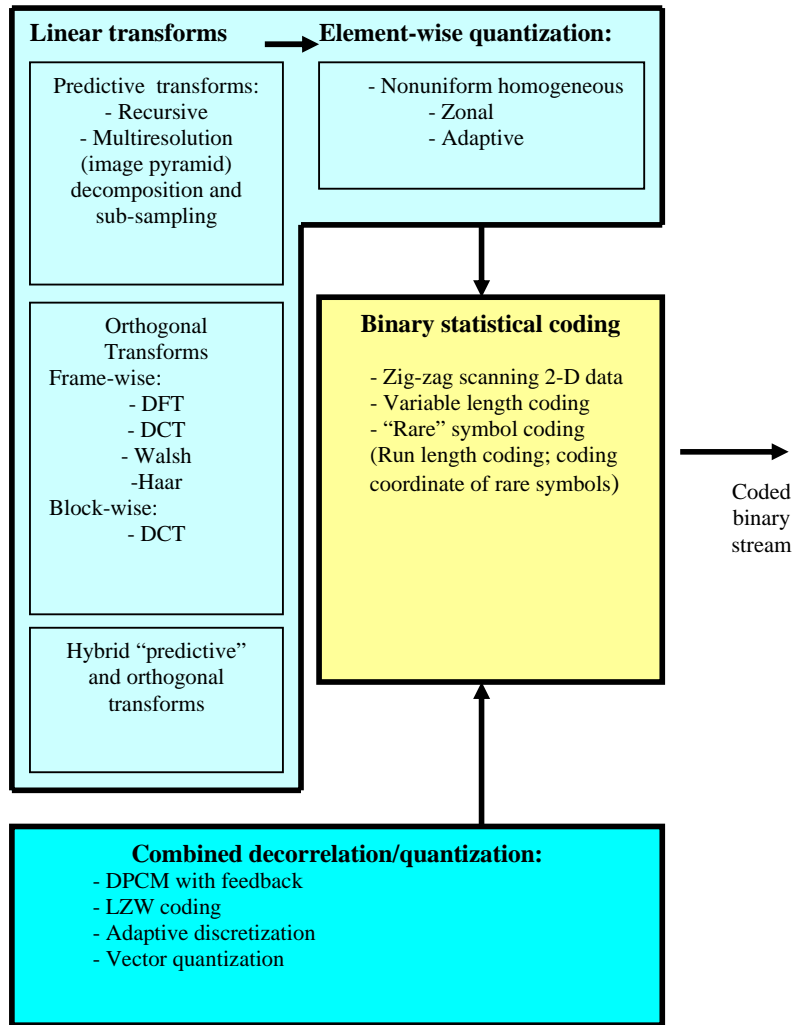 Linear transforms
Predictive transforms:
- Recursive
- Multiresolution
(image pyramid)
decomposition and
sub-sampling
Orthogonal
Transforms
Frame-wise:
- DFT
- DCT
- Walsh
-Haar
Block-wise:
- DCT
Hybrid “predictive”
and orthogonal
transforms
Element-wise quantization:
- Nonuniform homogeneous
- Zonal
- Adaptive
Binary statistical coding
- Zig-zag scanning 2-D data
- Variable length coding
- “Rare” symbol coding
(Run length coding; coding
coordinate of rare symbols)
Coded
binary
stream
Combined decorrelation/quantization:
- DPCM with feedback
- LZW coding
- Adaptive discretization
- Vector quantization